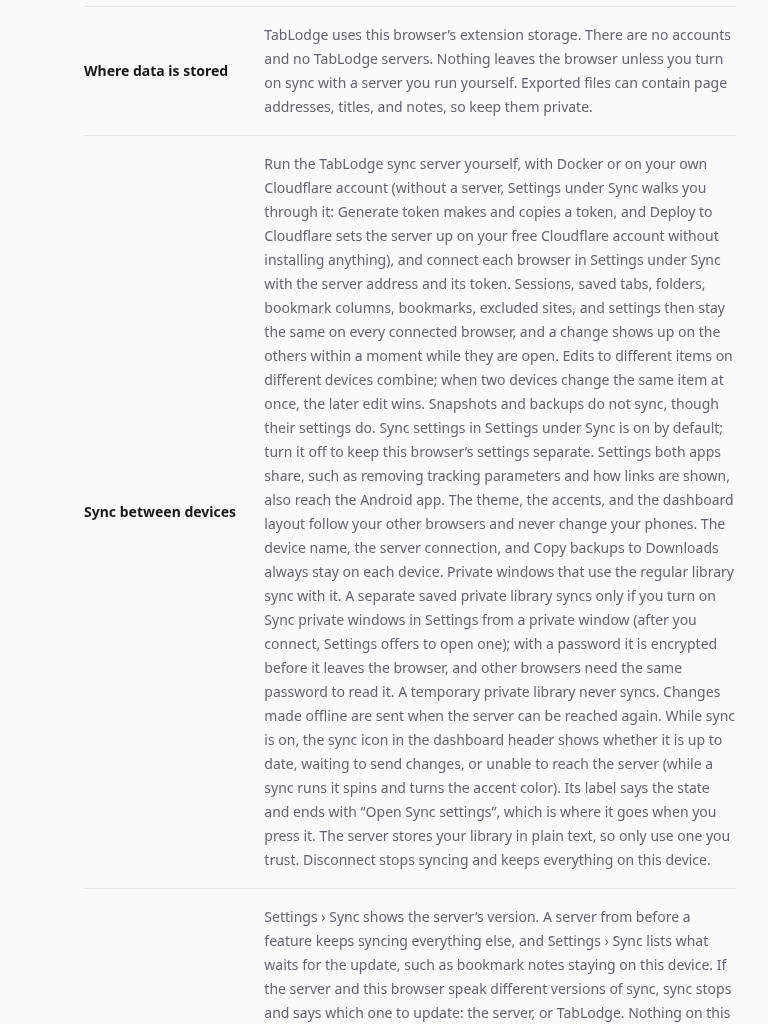 TabLodge uses this browser’s extension storage. There are no accounts
and no TabLodge servers. Nothing leaves the browser unless you turn
Where data is stored
on sync with a server you run yourself. Exported files can contain page
addresses, titles, and notes, so keep them private.
Run the TabLodge sync server yourself, with Docker or on your own
Cloudflare account (without a server, Settings under Sync walks you
through it: Generate token makes and copies a token, and Deploy to
Cloudflare sets the server up on your free Cloudflare account without
installing anything), and connect each browser in Settings under Sync
with the server address and its token. Sessions, saved tabs, folders,
bookmark columns, bookmarks, excluded sites, and settings then stay
the same on every connected browser, and a change shows up on the
others within a moment while they are open. Edits to different items on
different devices combine; when two devices change the same item at
once, the later edit wins. Snapshots and backups do not sync, though
their settings do. Sync settings in Settings under Sync is on by default;
turn it off to keep this browser’s settings separate. Settings both apps
share, such as removing tracking parameters and how links are shown,
also reach the Android app. The theme, the accents, and the dashboard
Sync between devices
layout follow your other browsers and never change your phones. The
device name, the server connection, and Copy backups to Downloads
always stay on each device. Private windows that use the regular library
sync with it. A separate saved private library syncs only if you turn on
Sync private windows in Settings from a private window (after you
connect, Settings offers to open one); with a password it is encrypted
before it leaves the browser, and other browsers need the same
password to read it. A temporary private library never syncs. Changes
made offline are sent when the server can be reached again. While sync
is on, the sync icon in the dashboard header shows whether it is up to
date, waiting to send changes, or unable to reach the server (while a
sync runs it spins and turns the accent color). Its label says the state
and ends with “Open Sync settings”, which is where it goes when you
press it. The server stores your library in plain text, so only use one you
trust. Disconnect stops syncing and keeps everything on this device.
Settings › Sync shows the server’s version. A server from before a
feature keeps syncing everything else, and Settings › Sync lists what
waits for the update, such as bookmark notes staying on this device. If
the server and this browser speak different versions of sync, sync stops
and says which one to update: the server, or TabLodge. Nothing on this